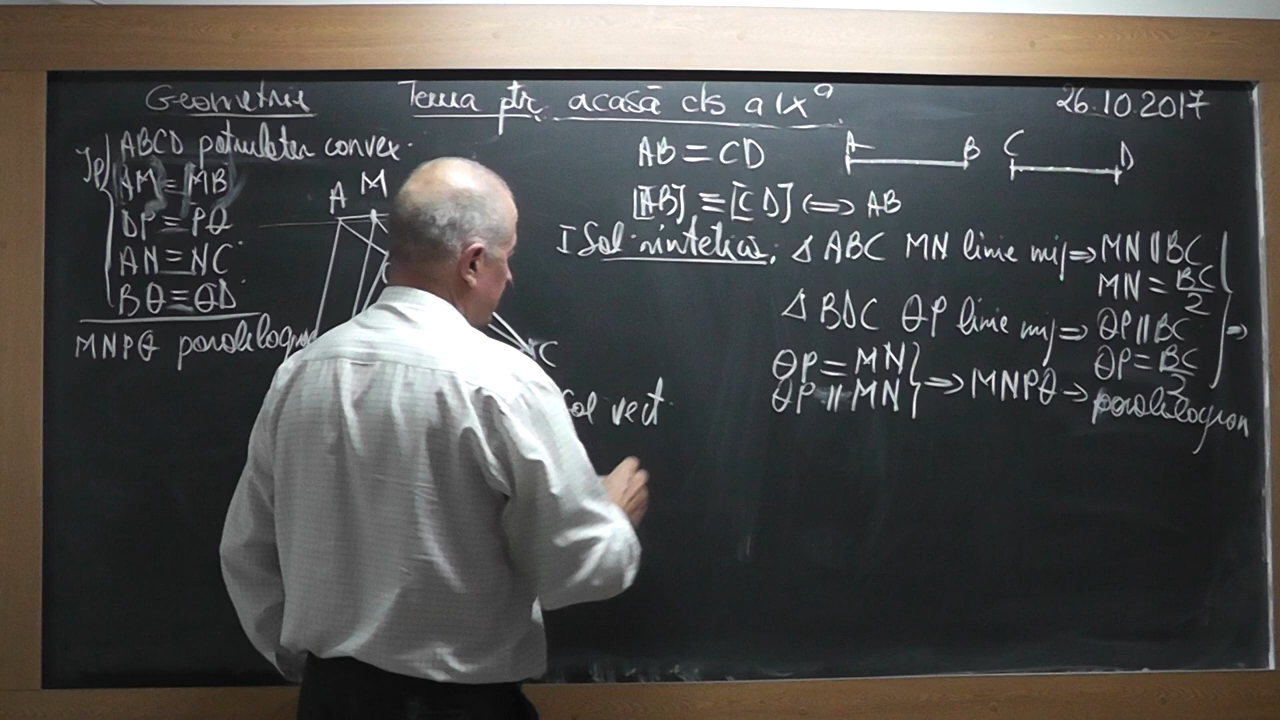 Geometrie
Tema ptr. acasă cls a IX^a
26.10.2017
Ip
ABCD patrulater convex.
AM ≡ MB
DP ≡ PQ
AN ≡ NC
BQ ≡ QD
MNPQ
A M
C
AB = CD
[AB] ≡ [CD] ⟺ AB
A B C D
I Sol. sintetică: Δ ABC MN linie mij ⇒ MN ∥ BC
MN = BC/2
Δ BDC QP linie mij ⇒ QP ∥ BC
QP = BC/2
} ⇒
QP = MN
QP ∥ MN
} ⇒ MNPQ → paralelogram
Sol vect